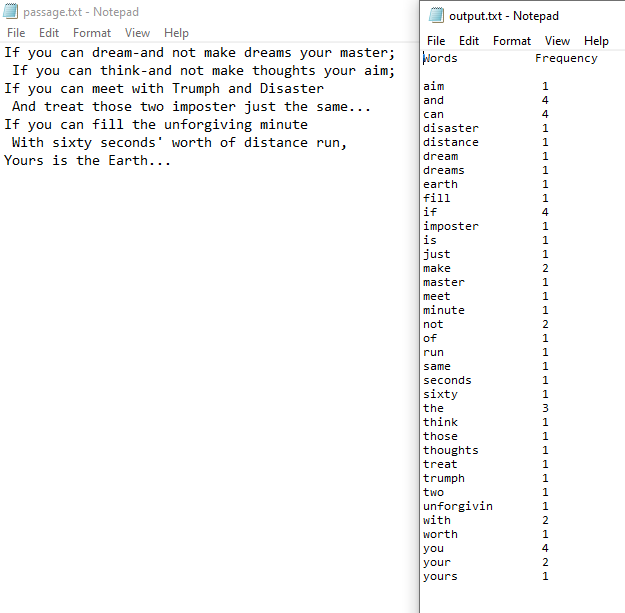 passage.txt - Notepad
File Edit Format View Help
If you can dream-and not make dreams your master;
If you can think-and not make thoughts your aim;
If you can meet with Trumph and Disaster
And treat those two imposter just the same...
If you can fill the unforgiving minute
With sixty seconds' worth of distance run,
Yours is the Earth...
output.txt - Notepad
File Edit Format View Help
Words Frequency
aim 1
and 4
can 4
disaster 1
distance 1
dream 1
dreams 1
earth 1
fill 1
if 4
imposter 1
is 1
just 1
make 2
master 1
meet 1
minute 1
not 2
of 1
run 1
same 1
seconds 1
sixty 1
the 3
think 1
those 1
thoughts 1
treat 1
trumph 1
two 1
unforgivin 1
with 2
worth 1
you 4
your 2
yours 1